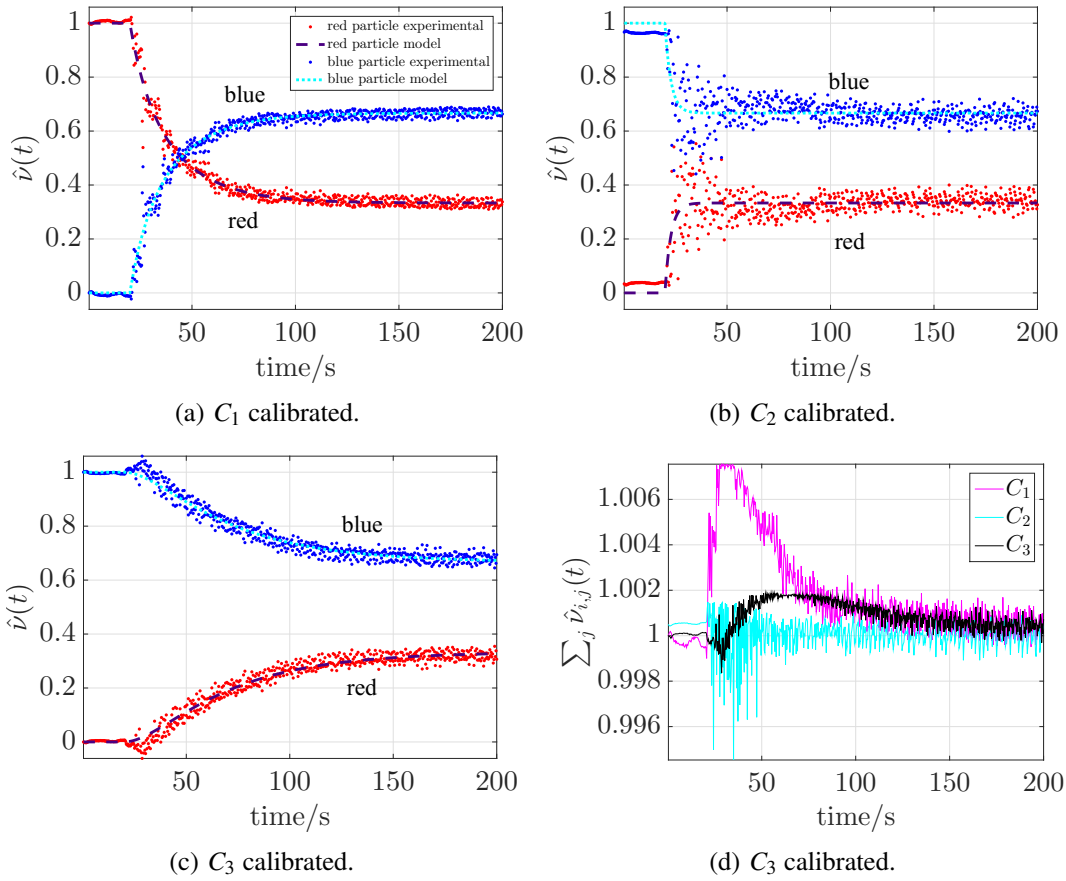 1
0.8
0.6
0.4
0.2
0
ν̂(t)
50
100
150
200
time/s
red particle experimental
red particle model
blue particle experimental
blue particle model
blue
red
(a) C₁ calibrated.
1
0.8
0.6
0.4
0.2
0
ν̂(t)
50
100
150
200
time/s
blue
red
(b) C₂ calibrated.
1
0.8
0.6
0.4
0.2
0
ν̂(t)
50
100
150
200
time/s
blue
red
(c) C₃ calibrated.
1.006
1.004
1.002
1
0.998
0.996
∑ⱼ ν̂ᵢ,ⱼ(t)
50
100
150
200
time/s
C₁
C₂
C₃
(d) C₃ calibrated.